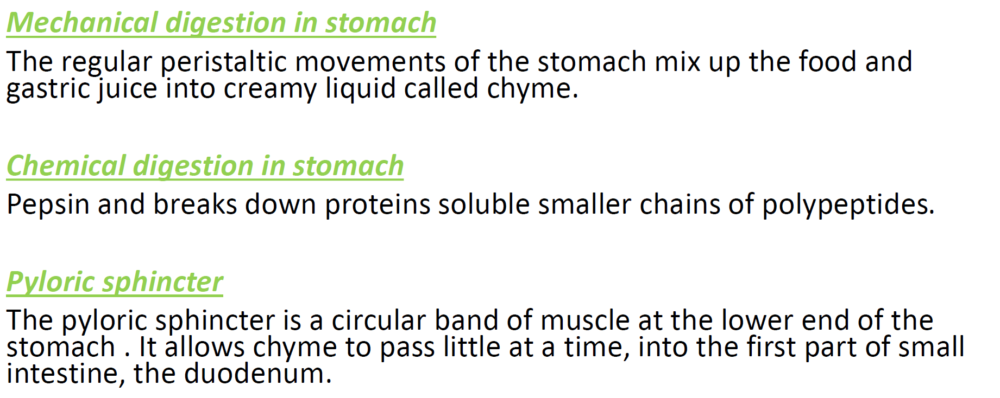 Mechanical digestion in stomach
The regular peristaltic movements of the stomach mix up the food and
gastric juice into creamy liquid called chyme.
Chemical digestion in stomach
Pepsin and breaks down proteins soluble smaller chains of polypeptides.
Pyloric sphincter
The pyloric sphincter is a circular band of muscle at the lower end of the
stomach . It allows chyme to pass little at a time, into the first part of small
intestine, the duodenum.